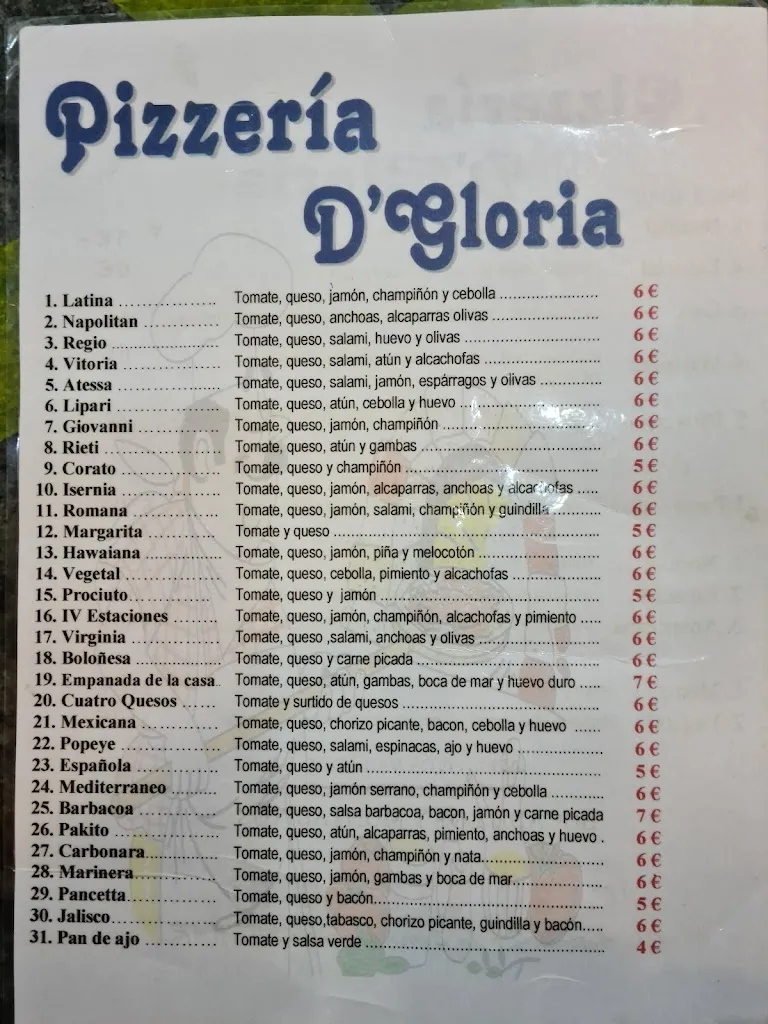 Pizzería
D'Gloria
1. Latina .................. Tomate, queso, jamón, champiñón y cebolla ...................... 6 €
2. Napolitan .............. Tomate, queso, anchoas, alcaparras olivas ........................ 6 €
3. Regio .................... Tomate, queso, salami, huevo y olivas .............................. 6 €
4. Vitoria ................... Tomate, queso, salami, atún y alcachofas ......................... 6 €
5. Atessa ................... Tomate, queso, salami, jamón, espárragos y olivas ............. 6 €
6. Lipari .................... Tomate, queso, atún, cebolla y huevo .............................. 6 €
7. Giovanni ................ Tomate, queso, jamón, champiñón .................................. 6 €
8. Rieti ...................... Tomate, queso, atún y gambas ....................................... 6 €
9. Corato ................... Tomate, queso y champiñón .......................................... 5 €
10. Isernia ................. Tomate, queso, jamón, alcaparras, anchoas y alcachofas ..... 6 €
11. Romana ................ Tomate, queso, jamón, salami, champiñón y guindilla ........... 6 €
12. Margarita ............. Tomate y queso .......................................................... 5 €
13. Hawaiana .............. Tomate, queso, jamón, piña y melocotón .......................... 6 €
14. Vegetal ................ Tomate, queso, cebolla, pimiento y alcachofas .................... 6 €
15. Prociuto ................ Tomate, queso y jamón ................................................ 5 €
16. IV Estaciones ........ Tomate, queso, jamón, champiñón, alcachofas y pimiento ..... 6 €
17. Virginia ................ Tomate, queso ,salami, anchoas y olivas ........................... 6 €
18. Boloñesa ............... Tomate, queso y carne picada ........................................ 6 €
19. Empanada de la casa.. Tomate, queso, atún, gambas, boca de mar y huevo duro ..... 7 €
20. Cuatro Quesos ...... Tomate y surtido de quesos ........................................... 6 €
21. Mexicana .............. Tomate, queso, chorizo picante, bacon, cebolla y huevo ...... 6 €
22. Popeye ................. Tomate, queso, salami, espinacas, ajo y huevo .................... 6 €
23. Española ............... Tomate, queso y atún ................................................... 5 €
24. Mediterraneo ......... Tomate, queso, jamón serrano, champiñón y cebolla ............ 6 €
25. Barbacoa .............. Tomate, queso, salsa barbacoa, bacon, jamón y carne picada 7 €
26. Pakito .................. Tomate, queso, atún, alcaparras, pimiento, anchoas y huevo . 6 €
27. Carbonara.............. Tomate, queso, jamón, champiñón y nata........................... 6 €
28. Marinera................ Tomate, queso, jamón, gambas y boca de mar.................... 6 €
29. Pancetta................ Tomate, queso y bacón................................................. 5 €
30. Jalisco................... Tomate, queso,tabasco, chorizo picante, guindilla y bacón..... 6 €
31. Pan de ajo ............ Tomate y salsa verde ................................................... 4 €